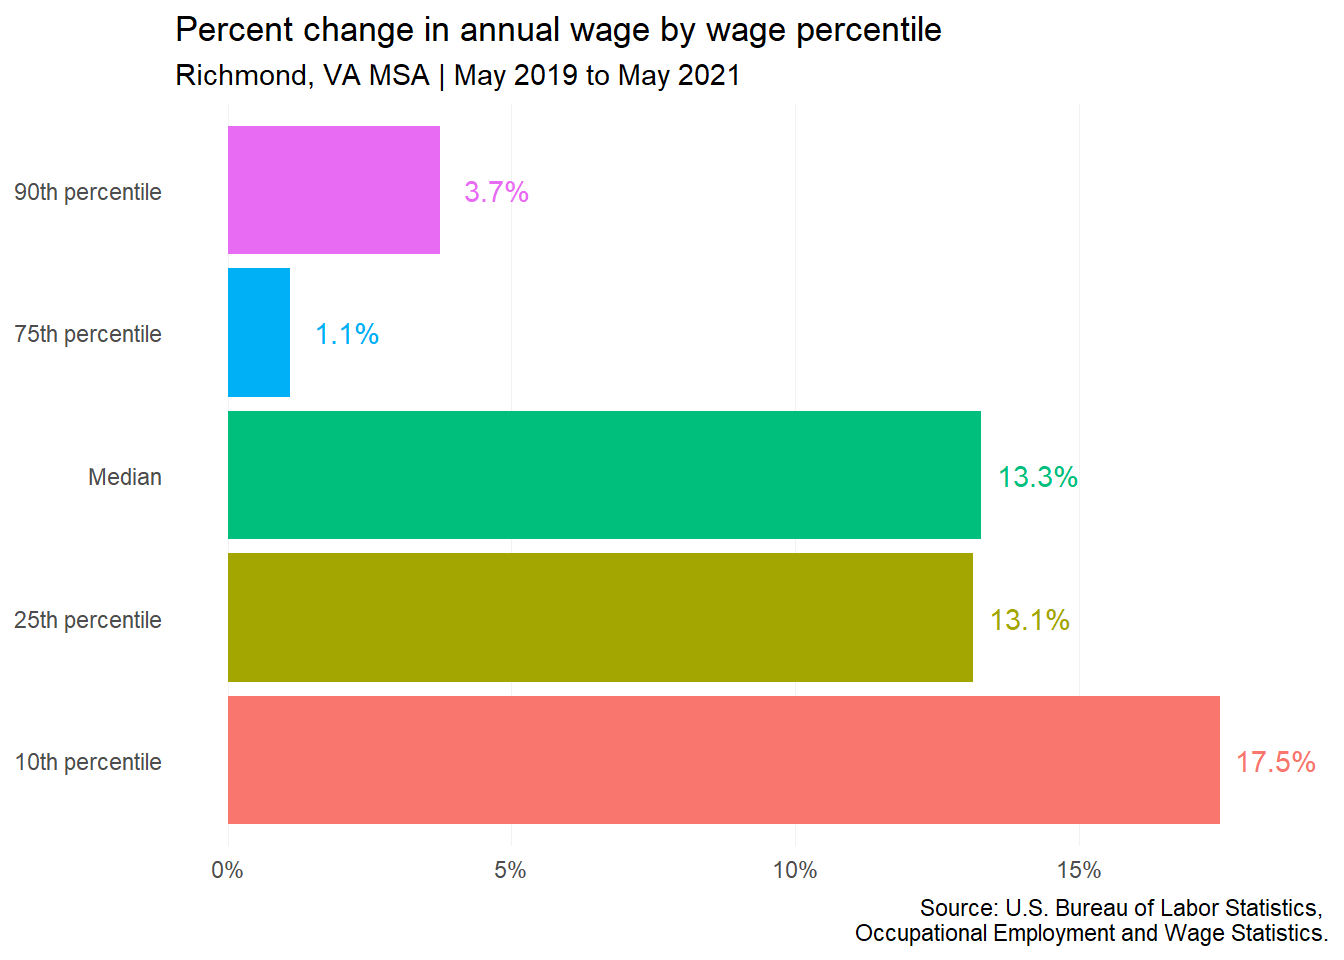 Percent change in annual wage by wage percentile
Richmond, VA MSA | May 2019 to May 2021
90th percentile
3.7%
75th percentile
1.1%
Median
13.3%
25th percentile
13.1%
10th percentile
17.5%
0%
5%
10%
15%
Source: U.S. Bureau of Labor Statistics,
Occupational Employment and Wage Statistics.